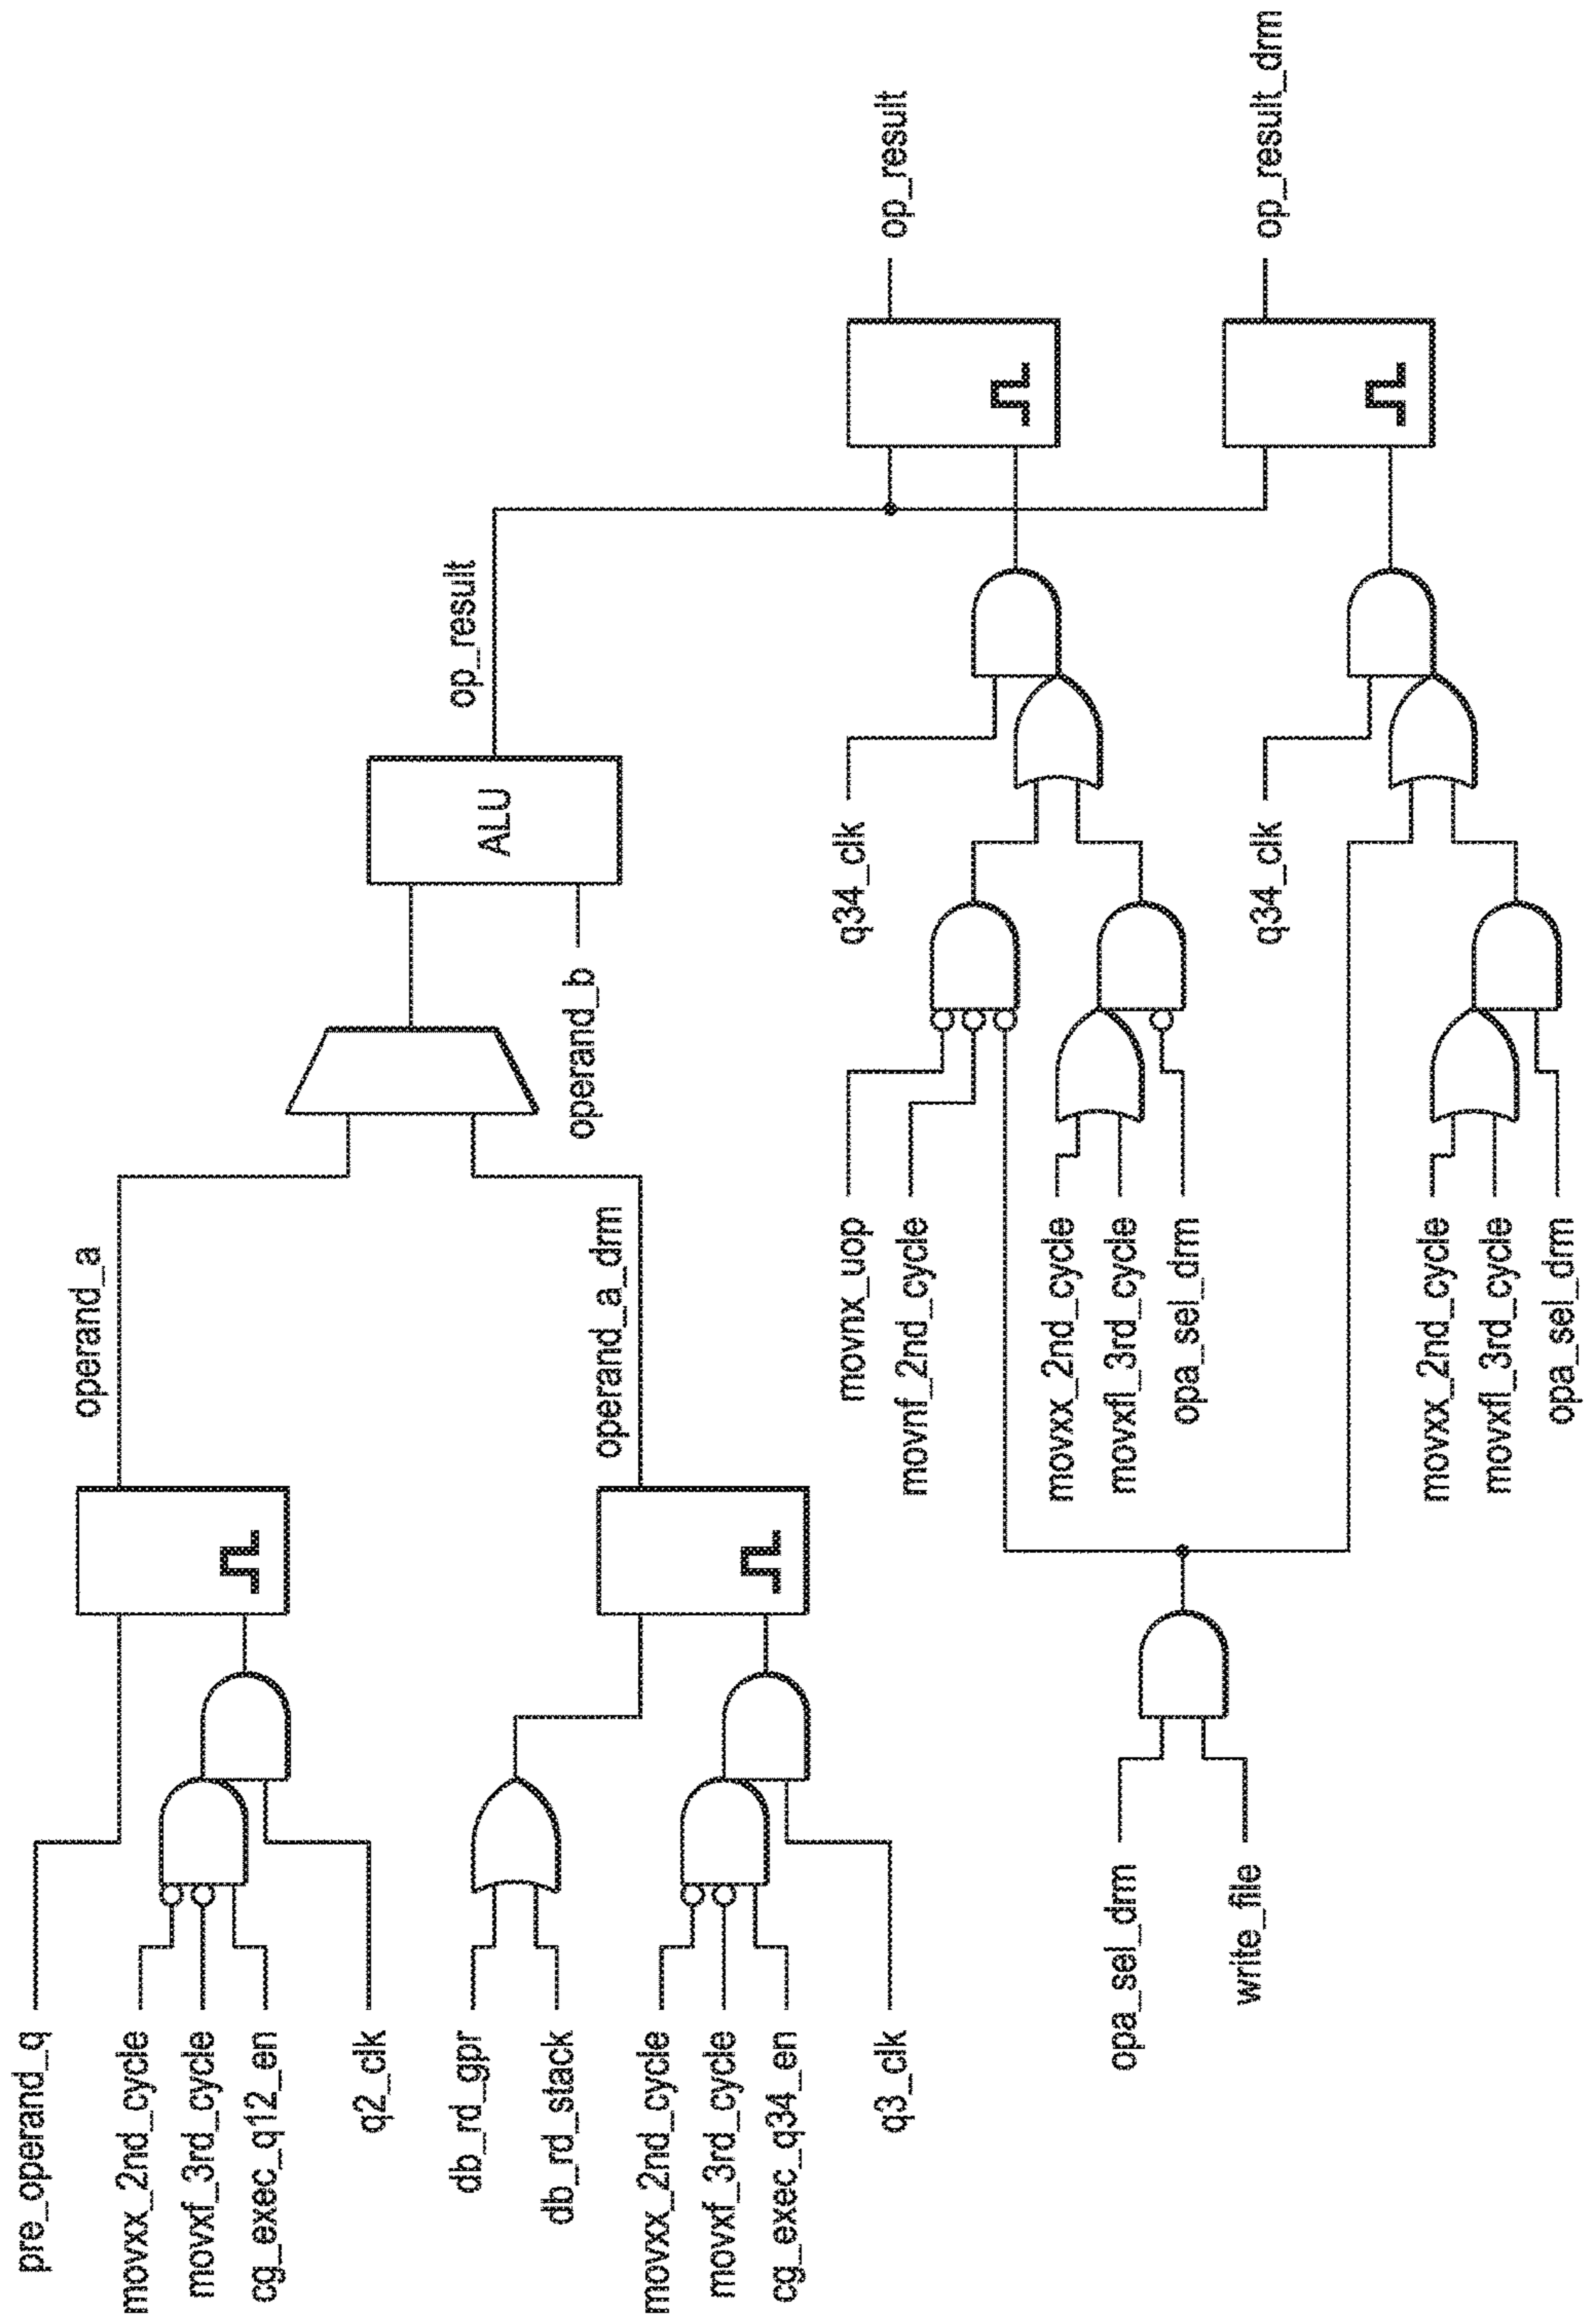 pre_operand_q
movxx_2nd_cycle
movxf_3rd_cycle
cg_exec_q12_en
q2_clk
db_rd_gpr
db_rd_stack
movxx_2nd_cycle
movxf_3rd_cycle
cg_exec_q34_en
q3_clk
opa_sel_drm
write_file
operand_a
operand_a_drm
movnx_uop
movnf_2nd_cycle
movxx_2nd_cycle
movxfl_3rd_cycle
opa_sel_drm
movxx_2nd_cycle
movxfl_3rd_cycle
opa_sel_drm
operand_b
ALU
q34_clk
q34_clk
op_result
op_result
op_result_drm